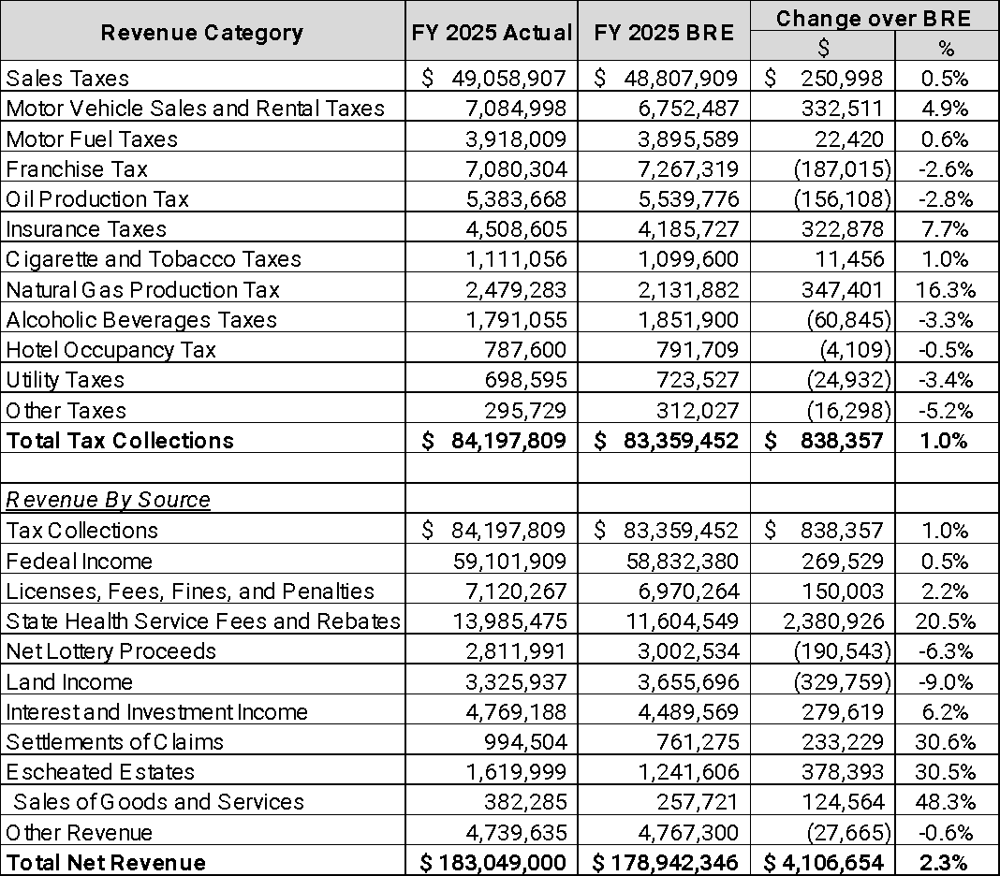 Revenue Category FY 2025 Actual FY 2025 BRE Change over BRE
$ %
Sales Taxes $ 49,058,907 $ 48,807,909 $ 250,998 0.5%
Motor Vehicle Sales and Rental Taxes 7,084,998 6,752,487 332,511 4.9%
Motor Fuel Taxes 3,918,009 3,895,589 22,420 0.6%
Franchise Tax 7,080,304 7,267,319 (187,015) -2.6%
Oil Production Tax 5,383,668 5,539,776 (156,108) -2.8%
Insurance Taxes 4,508,605 4,185,727 322,878 7.7%
Cigarette and Tobacco Taxes 1,111,056 1,099,600 11,456 1.0%
Natural Gas Production Tax 2,479,283 2,131,882 347,401 16.3%
Alcoholic Beverages Taxes 1,791,055 1,851,900 (60,845) -3.3%
Hotel Occupancy Tax 787,600 791,709 (4,109) -0.5%
Utility Taxes 698,595 723,527 (24,932) -3.4%
Other Taxes 295,729 312,027 (16,298) -5.2%
Total Tax Collections $ 84,197,809 $ 83,359,452 $ 838,357 1.0%
Revenue By Source
Tax Collections $ 84,197,809 $ 83,359,452 $ 838,357 1.0%
Fedeal Income 59,101,909 58,832,380 269,529 0.5%
Licenses, Fees, Fines, and Penalties 7,120,267 6,970,264 150,003 2.2%
State Health Service Fees and Rebates 13,985,475 11,604,549 2,380,926 20.5%
Net Lottery Proceeds 2,811,991 3,002,534 (190,543) -6.3%
Land Income 3,325,937 3,655,696 (329,759) -9.0%
Interest and Investment Income 4,769,188 4,489,569 279,619 6.2%
Settlements of Claims 994,504 761,275 233,229 30.6%
Escheated Estates 1,619,999 1,241,606 378,393 30.5%
Sales of Goods and Services 382,285 257,721 124,564 48.3%
Other Revenue 4,739,635 4,767,300 (27,665) -0.6%
Total Net Revenue $ 183,049,000 $ 178,942,346 $ 4,106,654 2.3%